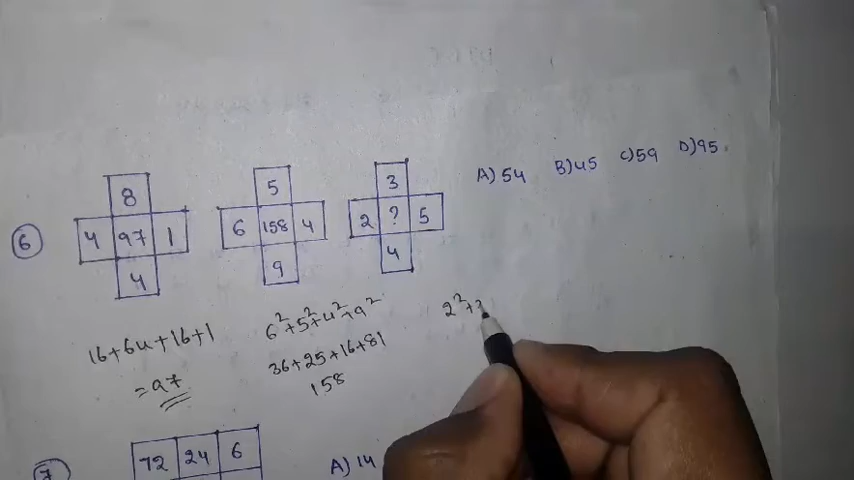 6
8
4 97 1
4
5
6 158 4
9
3
2 ? 5
4
A) 54 B) 45 C) 59 D) 95.
16+64+16+1
=97
6²+5²+4²+9²
36+25+16+81
158
2²+3
7
72 24 6
A) 14